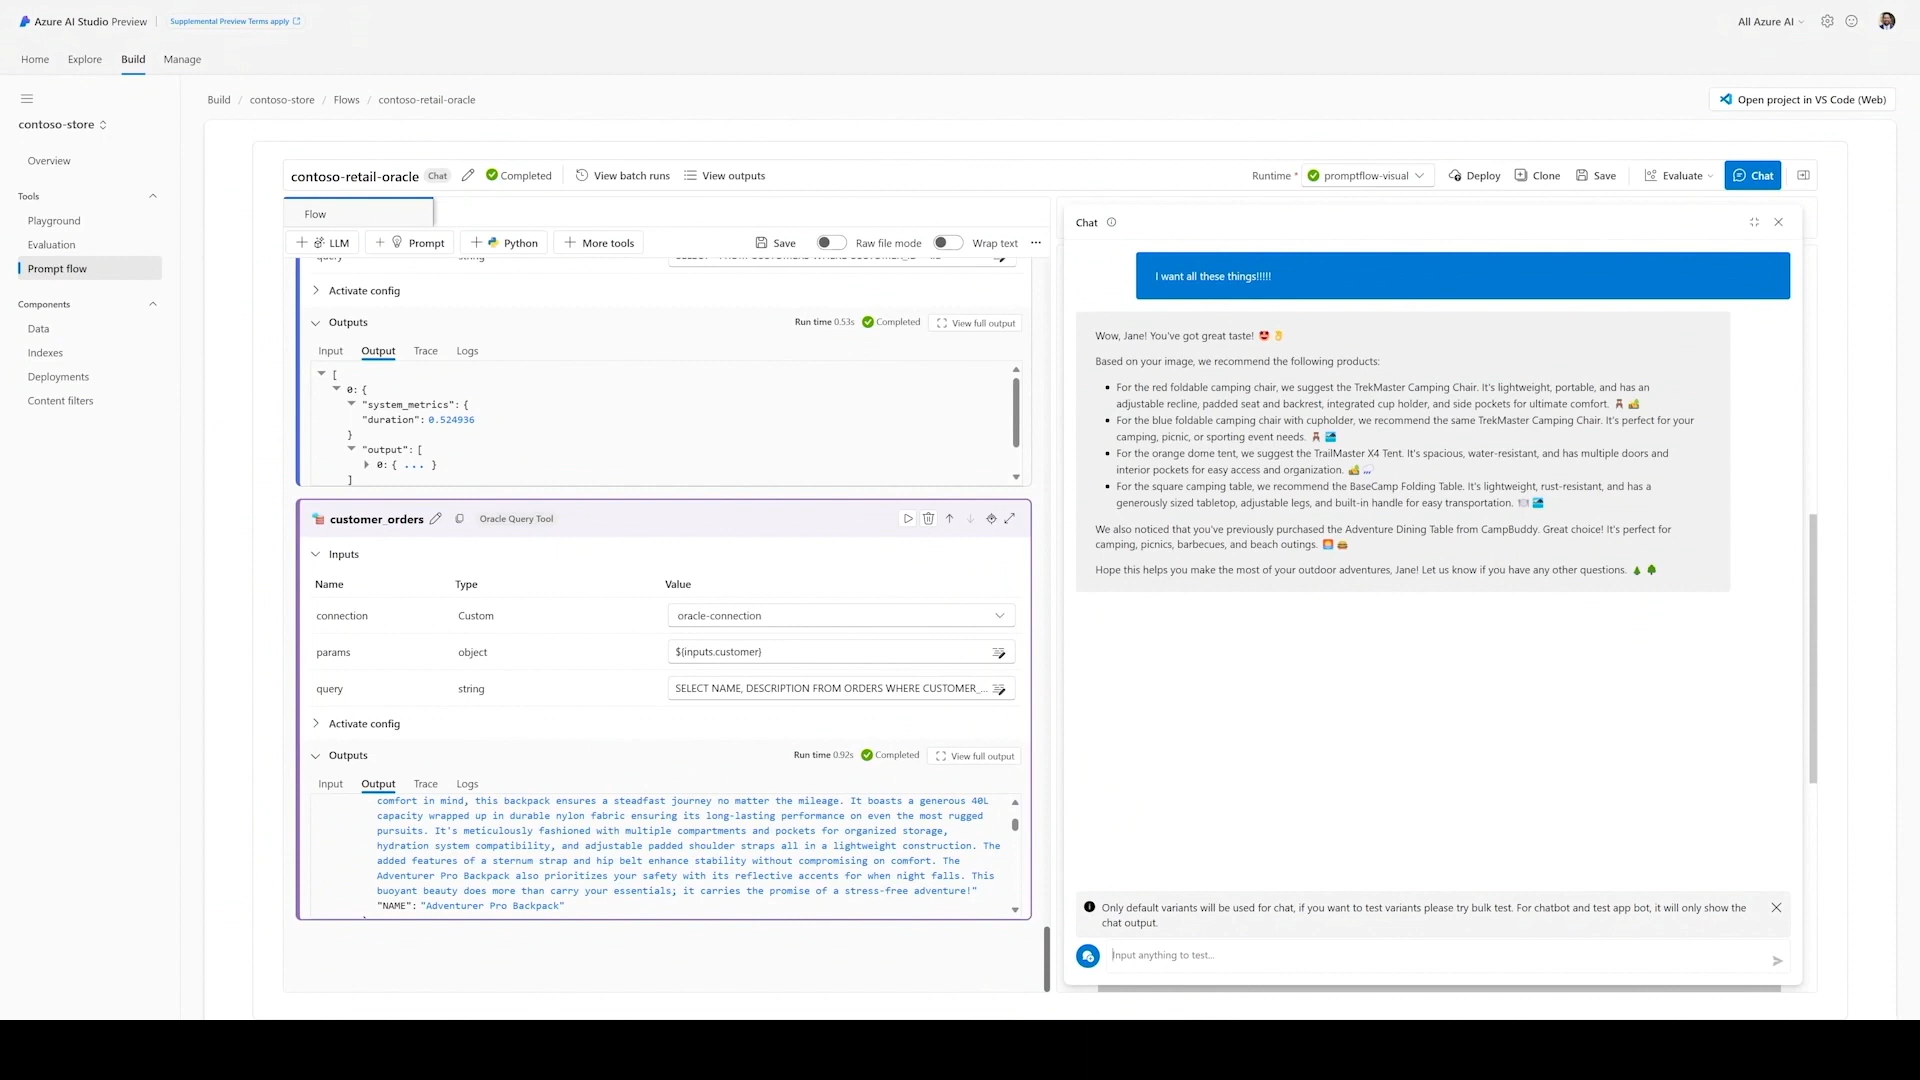 Azure AI Studio Preview
Supplemental Preview Terms apply
All Azure AI
Home
Explore
Build
Manage
contoso-store
Overview
Tools
Playground
Evaluation
Prompt flow
Components
Data
Indexes
Deployments
Content filters
Build / contoso-store / Flows / contoso-retail-oracle
Open project in VS Code (Web)
contoso-retail-oracle
Chat
Completed
View batch runs
View outputs
Runtime *
promptflow-visual
Deploy
Clone
Save
Evaluate
Chat
Flow
LLM
Prompt
Python
More tools
Save
Raw file mode
Wrap text
Activate config
Outputs
Run time 0.53s
Completed
View full output
Input
Output
Trace
Logs
[
0: {
"system_metrics": {
"duration": 0.524936
}
"output": [
0: { ... }
]
customer_orders
Oracle Query Tool
Inputs
Name
Type
Value
connection
Custom
oracle-connection
params
object
${inputs.customer}
query
string
SELECT NAME, DESCRIPTION FROM ORDERS WHERE CUSTOMER_...
Activate config
Outputs
Run time 0.92s
Completed
View full output
Input
Output
Trace
Logs
comfort in mind, this backpack ensures a steadfast journey no matter the mileage. It boasts a generous 40L
capacity wrapped up in durable nylon fabric ensuring its long-lasting performance on even the most rugged
pursuits. It's meticulously fashioned with multiple compartments and pockets for organized storage,
hydration system compatibility, and adjustable padded shoulder straps all in a lightweight construction. The
added features of a sternum strap and hip belt enhance stability without compromising on comfort. The
Adventurer Pro Backpack also prioritizes your safety with its reflective accents for when night falls. This
buoyant beauty does more than carry your essentials; it carries the promise of a stress-free adventure!"
"NAME": "Adventurer Pro Backpack"
Chat
I want all these things!!!!!
Wow, Jane! You've got great taste! 🤩 👌
Based on your image, we recommend the following products:
• For the red foldable camping chair, we suggest the TrekMaster Camping Chair. It's lightweight, portable, and has an
adjustable recline, padded seat and backrest, integrated cup holder, and side pockets for ultimate comfort.
• For the blue foldable camping chair with cupholder, we recommend the same TrekMaster Camping Chair. It's perfect for your
camping, picnic, or sporting event needs.
• For the orange dome tent, we suggest the TrailMaster X4 Tent. It's spacious, water-resistant, and has multiple doors and
interior pockets for easy access and organization.
• For the square camping table, we recommend the BaseCamp Folding Table. It's lightweight, rust-resistant, and has a
generously sized tabletop, adjustable legs, and built-in handle for easy transportation.
We also noticed that you've previously purchased the Adventure Dining Table from CampBuddy. Great choice! It's perfect for
camping, picnics, barbecues, and beach outings.
Hope this helps you make the most of your outdoor adventures, Jane! Let us know if you have any other questions.
Only default variants will be used for chat, if you want to test variants please try bulk test. For chatbot and test app bot, it will only show the
chat output.
Input anything to test...